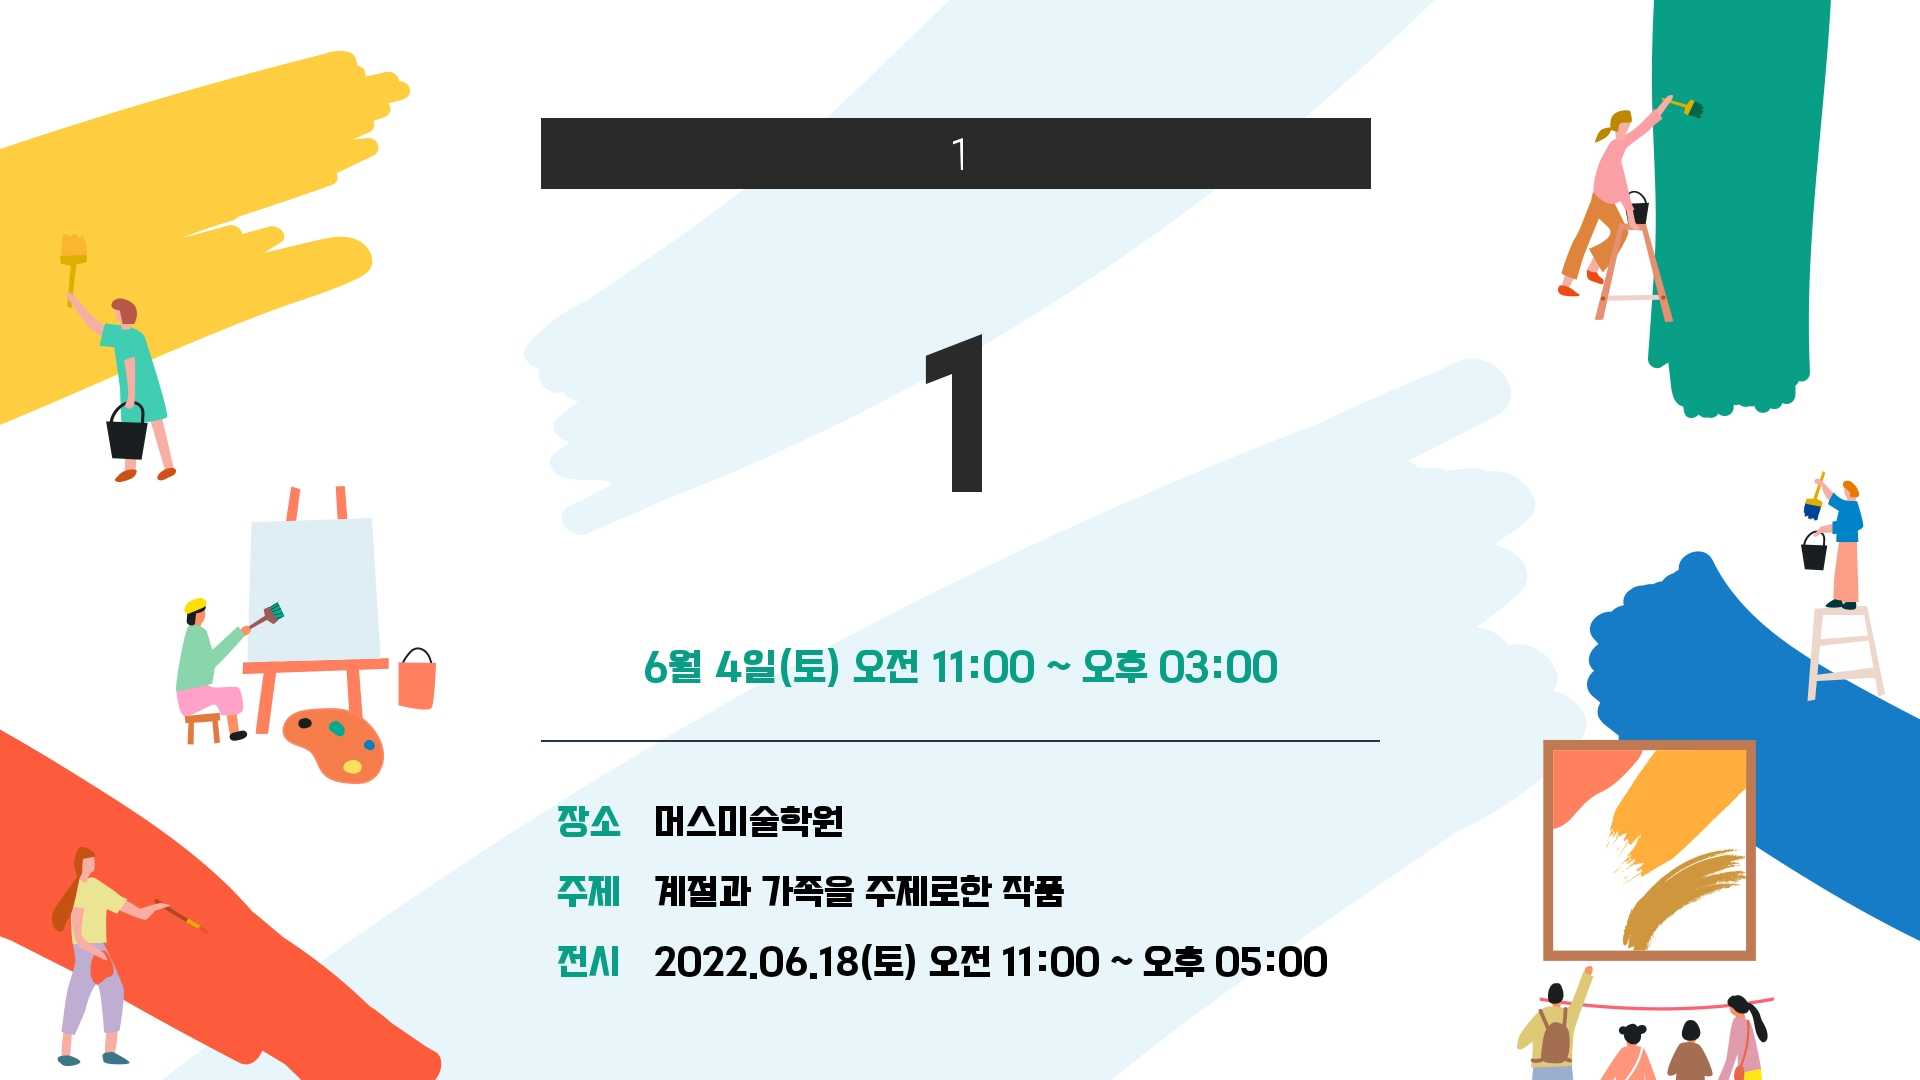 1
1
6월 4일(토) 오전 11:00 ~ 오후 03:00
장소 머스미술학원
주제 계절과 가족을 주제로한 작품
전시 2022.06.18(토) 오전 11:00 ~ 오후 05:00